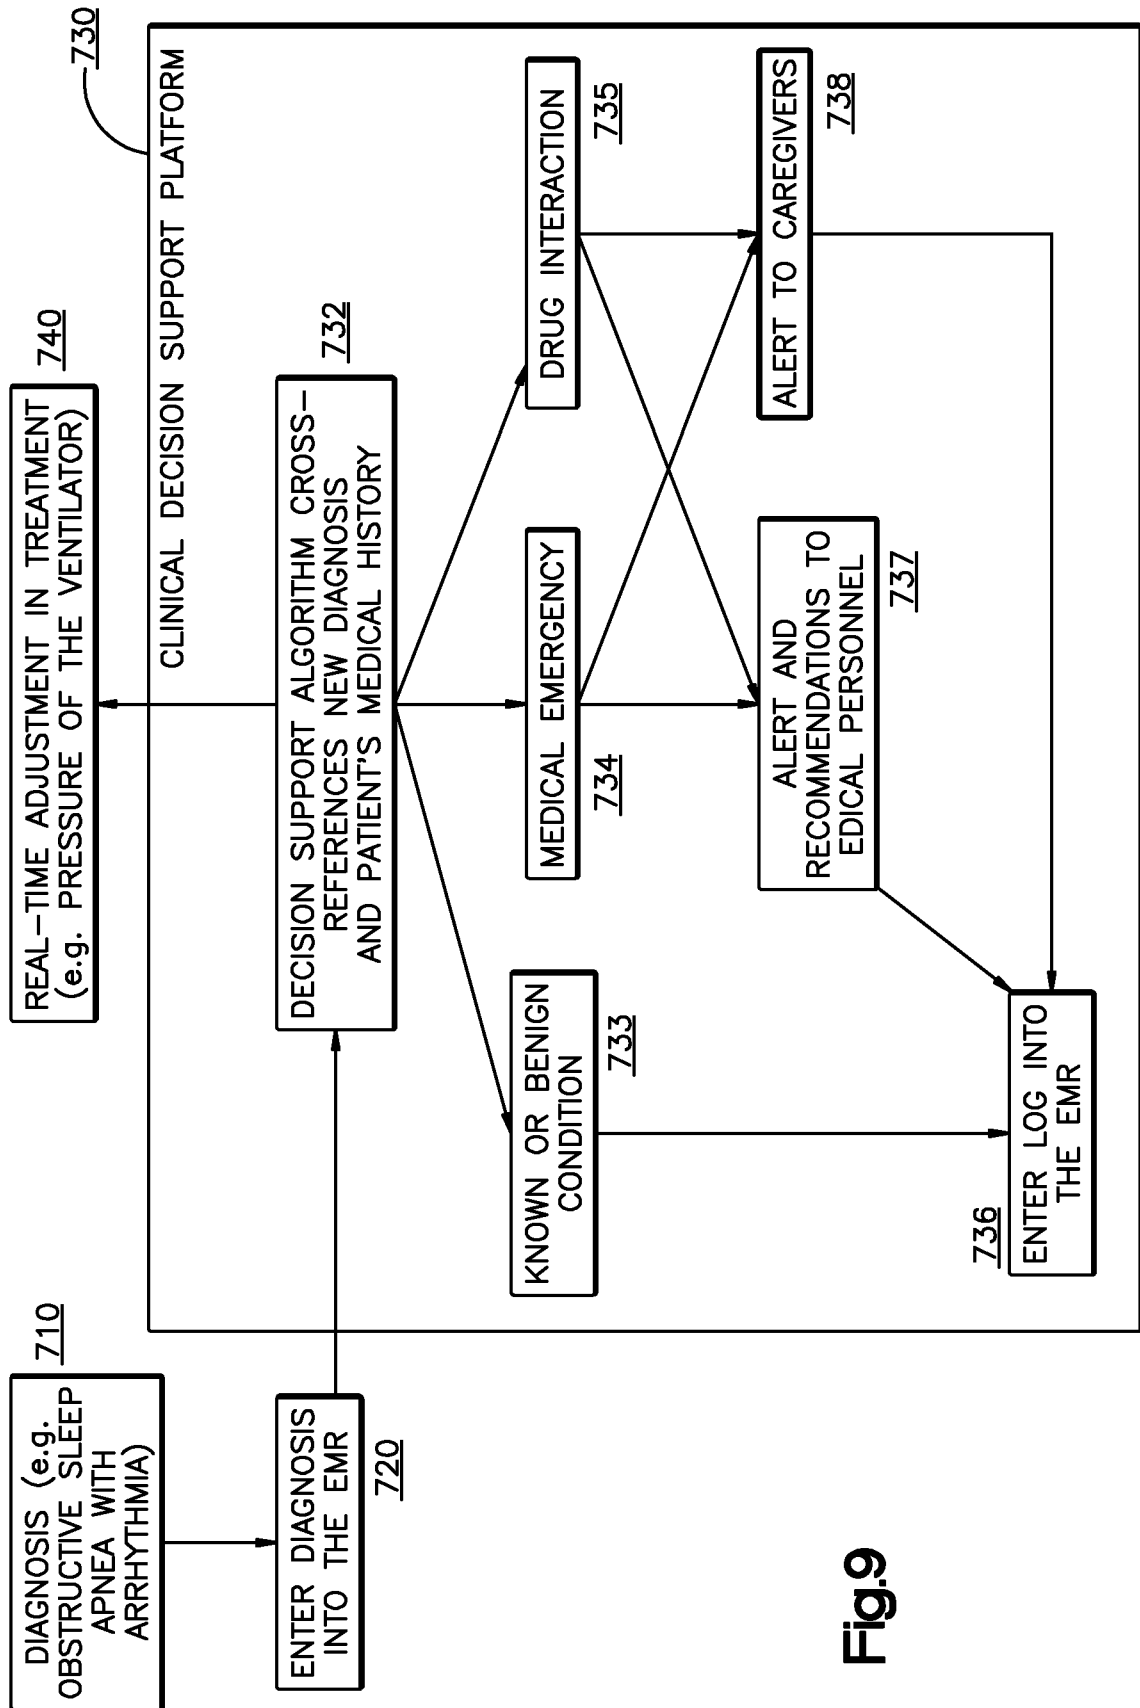 DIAGNOSIS (e.g.
OBSTRUCTIVE SLEEP
APNEA WITH
ARRHYTHMIA)
710
REAL-TIME ADJUSTMENT IN TREATMENT
(e.g. PRESSURE OF THE VENTILATOR)
740
730
CLINICAL DECISION SUPPORT PLATFORM
ENTER DIAGNOSIS
INTO THE EMR
720
DECISION SUPPORT ALGORITHM CROSS-
REFERENCES NEW DIAGNOSIS
AND PATIENT'S MEDICAL HISTORY
732
KNOWN OR BENIGN
CONDITION
733
MEDICAL EMERGENCY
734
DRUG INTERACTION
735
ALERT AND
RECOMMENDATIONS TO
EDICAL PERSONNEL
737
ALERT TO CAREGIVERS
738
736
ENTER LOG INTO
THE EMR
Fig.9